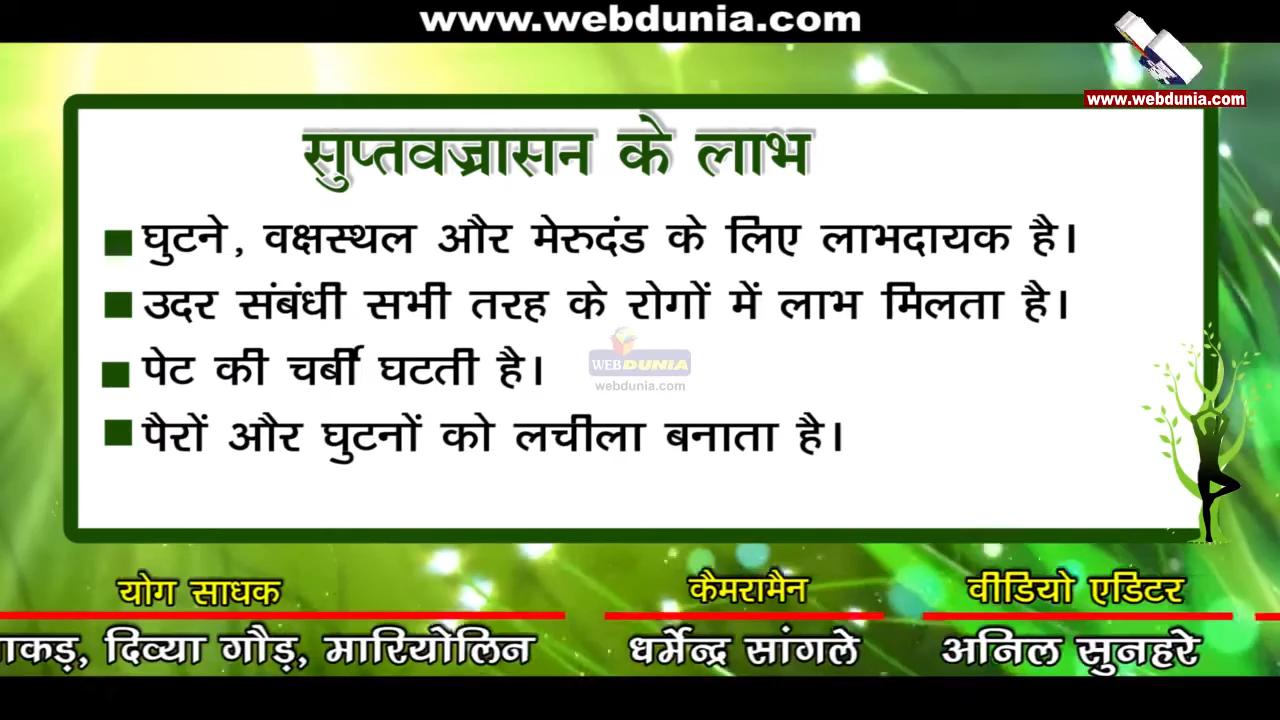 www.webdunia.com
www.webdunia.com
सुप्तवज्रासन के लाभ
घुटने, वक्षस्थल और मेरुदंड के लिए लाभदायक है।
उदर संबंधी सभी तरह के रोगों में लाभ मिलता है।
पेट की चर्बी घटती है।
WEBDUNIA
webdunia.com
पैरों और घुटनों को लचीला बनाता है।
योग साधक कैमरामैन वीडियो एडिटर
दिव्या गौड़, मारियोलिन धर्मेन्द्र सांगले अनिल सुनहरे